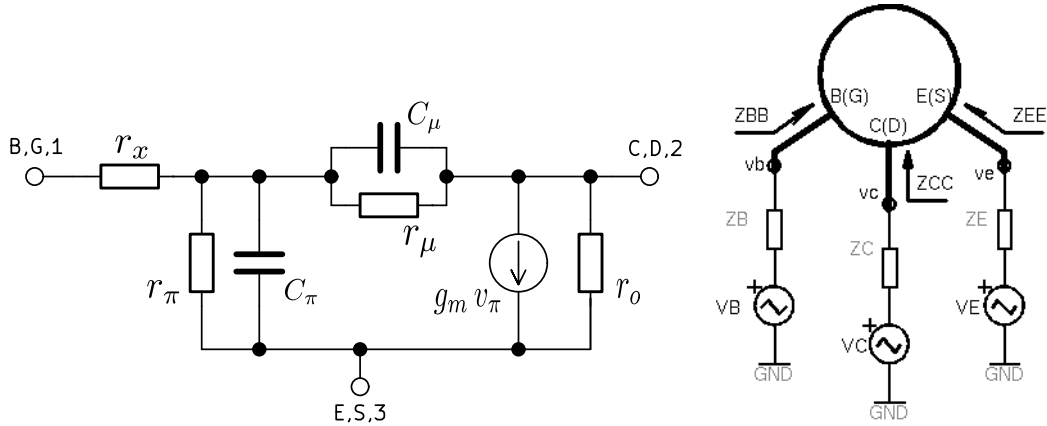 B,G,1
r_x
C_μ
r_μ
C,D,2
r_π
C_π
g_m v_π
r_o
E,S,3
B(G)
E(S)
C(D)
ZBB
ZEE
ZCC
vb
vc
ve
ZB
ZC
ZE
VB
VC
VE
GND
GND
GND